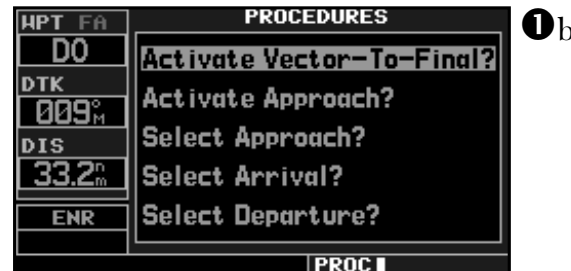 WPT FA
DO
DTK
009°M
DIS
33.2nm
ENR
PROCEDURES
Activate Vector-To-Final?
Activate Approach?
Select Approach?
Select Arrival?
Select Departure?
PROC
❶b